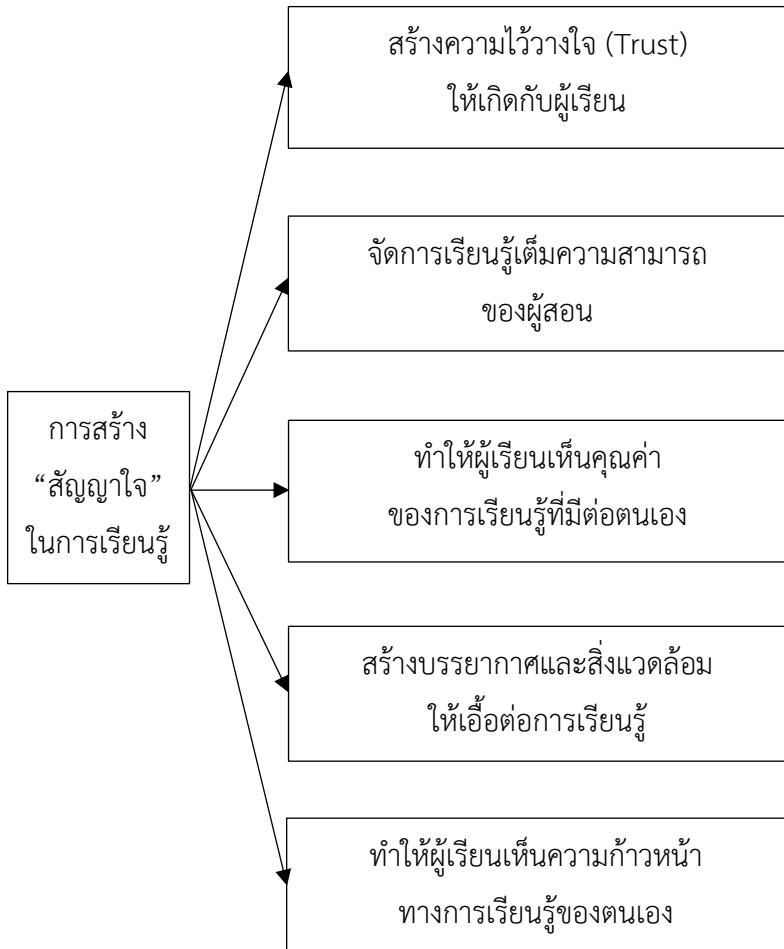 สร้างความไว้วางใจ (Trust)
ให้เกิดกับผู้เรียน
จัดการเรียนรู้เต็มความสามารถ
ของผู้สอน
การสร้าง
“สัญญาใจ”
ในการเรียนรู้
ทำให้ผู้เรียนเห็นคุณค่า
ของการเรียนรู้ที่มีต่อตนเอง
สร้างบรรยากาศและสิ่งแวดล้อม
ให้เอื้อต่อการเรียนรู้
ทำให้ผู้เรียนเห็นความก้าวหน้า
ทางการเรียนรู้ของตนเอง